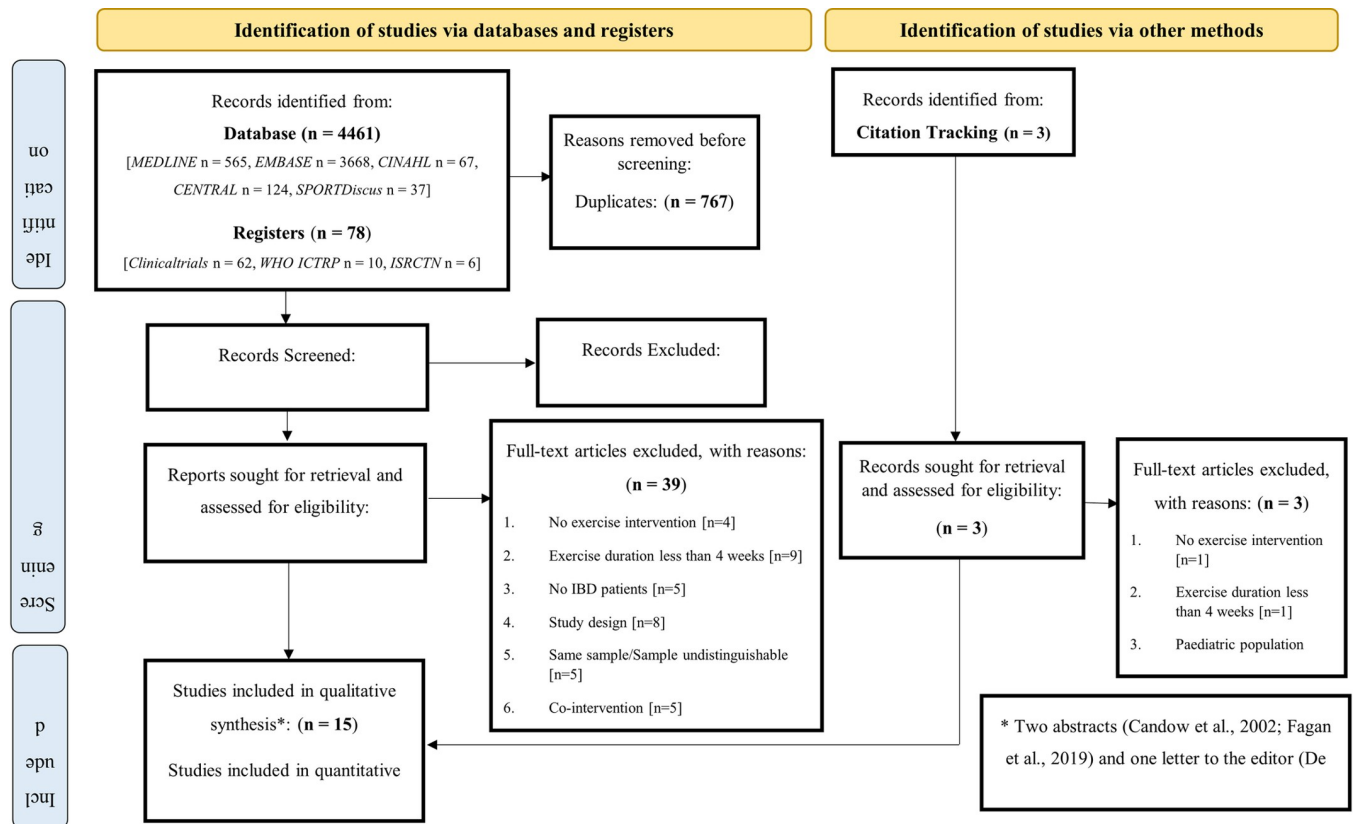 Identification of studies via databases and registers
Identification of studies via other methods
Ide
ntifi
cati
on
Records identified from:
Database (n = 4461)
[MEDLINE n = 565, EMBASE n = 3668, CINAHL n = 67,
CENTRAL n = 124, SPORTDiscus n = 37]
Registers (n = 78)
[Clinicaltrials n = 62, WHO ICTRP n = 10, ISRCTN n = 6]
Reasons removed before
screening:
Duplicates: (n = 767)
Records identified from:
Citation Tracking (n = 3)
Scre
enin
g
Records Screened:
Records Excluded:
Reports sought for retrieval and
assessed for eligibility:
Full-text articles excluded, with reasons:
(n = 39)
1. No exercise intervention [n=4]
2. Exercise duration less than 4 weeks [n=9]
3. No IBD patients [n=5]
4. Study design [n=8]
5. Same sample/Sample undistinguishable
[n=5]
6. Co-intervention [n=5]
Records sought for retrieval
and assessed for eligibility:
(n = 3)
Full-text articles excluded,
with reasons: (n = 3)
1. No exercise intervention
[n=1]
2. Exercise duration less
than 4 weeks [n=1]
3. Paediatric population
Incl
ude
d
Studies included in qualitative
synthesis*: (n = 15)
Studies included in quantitative
* Two abstracts (Candow et al., 2002; Fagan
et al., 2019) and one letter to the editor (De